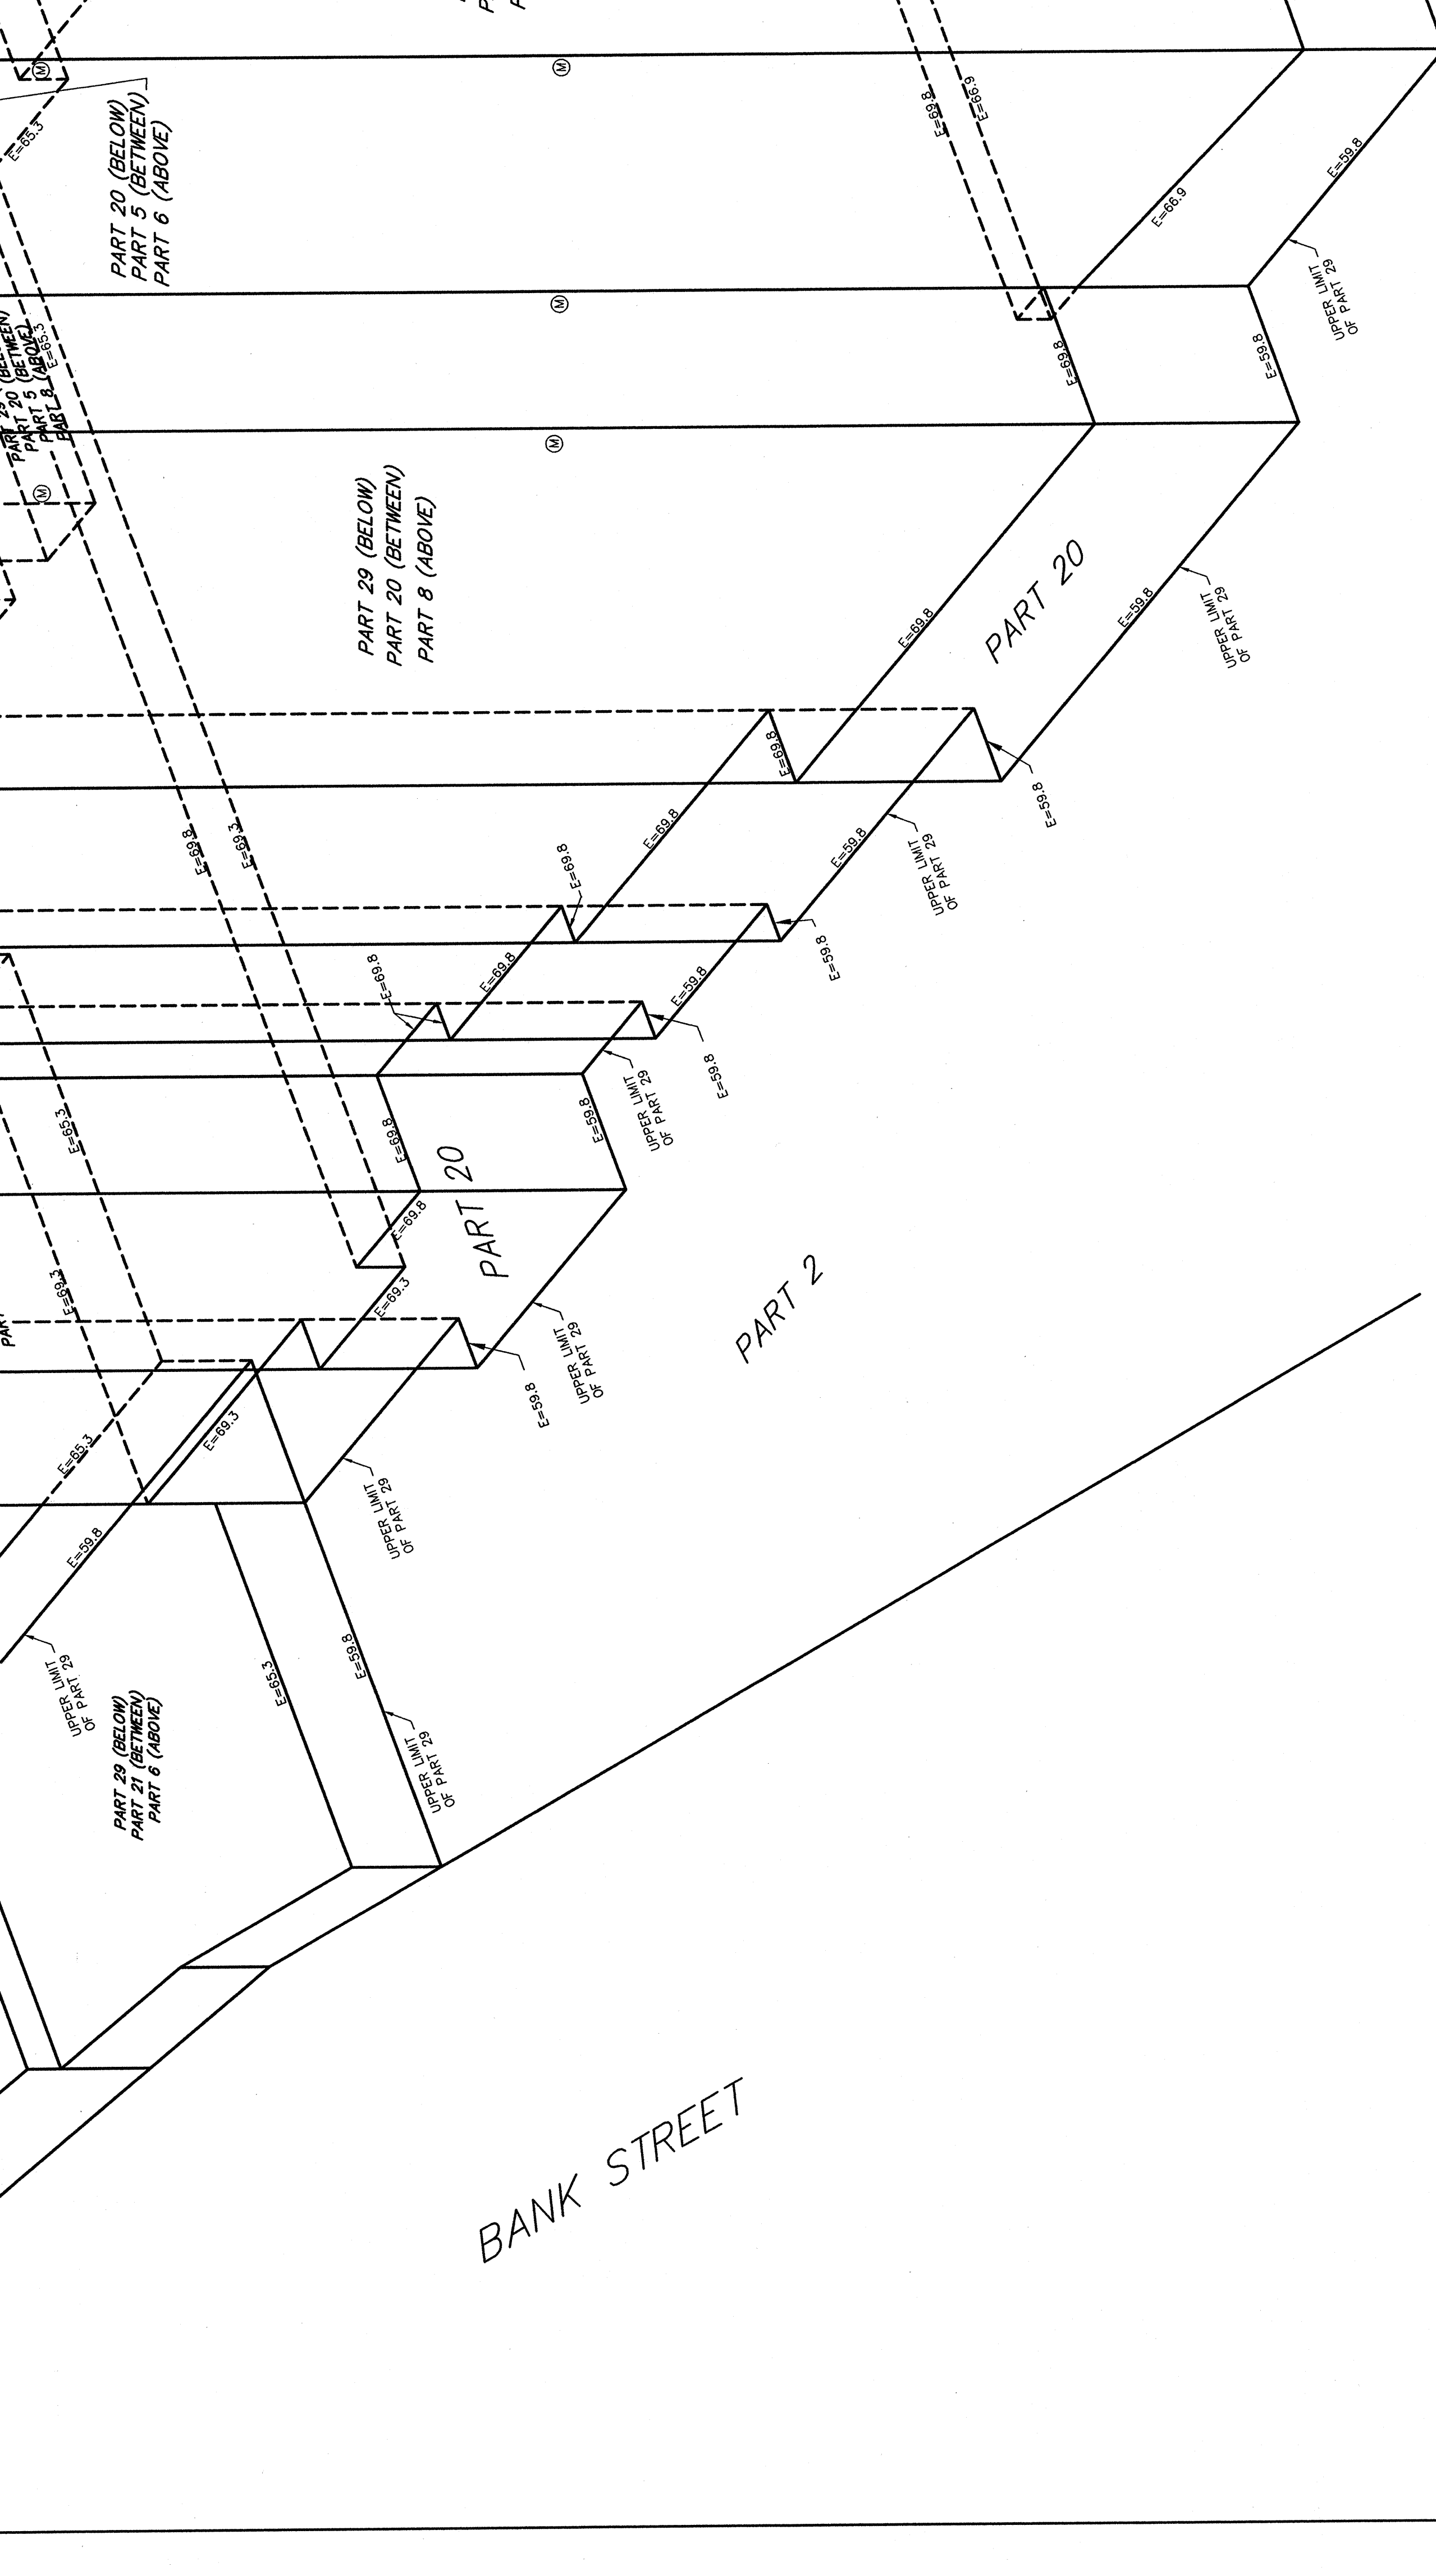 Ⓜ
Ⓜ
E=65.3
PART 20 (BELOW)
PART 5 (BETWEEN)
PART 6 (ABOVE)
E=69.8
E=66.9
E=59.8
E=66.9
UPPER LIMIT
OF PART 29
Ⓜ
PART 20 (BETWEEN)
PART 5 (BETWEEN)
PART 8 (ABOVE)
E=65.3
E=69.8
E=59.8
Ⓜ
Ⓜ
PART 29 (BELOW)
PART 20 (BETWEEN)
PART 8 (ABOVE)
PART 20
E=69.8
E=59.8
UPPER LIMIT
OF PART 29
E=69.8
E=59.8
E=69.8
E=59.8
UPPER LIMIT
OF PART 29
E=69.8
E=69.3
E=69.8
E=59.8
E=69.8
E=69.8
E=59.8
E=59.8
UPPER LIMIT
OF PART 29
E=65.3
E=69.8
E=59.8
PART 20
E=69.8
E=69.3
E=69.3
PART
E=59.8
UPPER LIMIT
OF PART 29
PART 2
E=65.3
E=69.3
E=59.8
UPPER LIMIT
OF PART 29
UPPER LIMIT
OF PART 29
E=65.3
E=59.8
PART 29 (BELOW)
PART 21 (BETWEEN)
PART 6 (ABOVE)
UPPER LIMIT
OF PART 29
BANK STREET